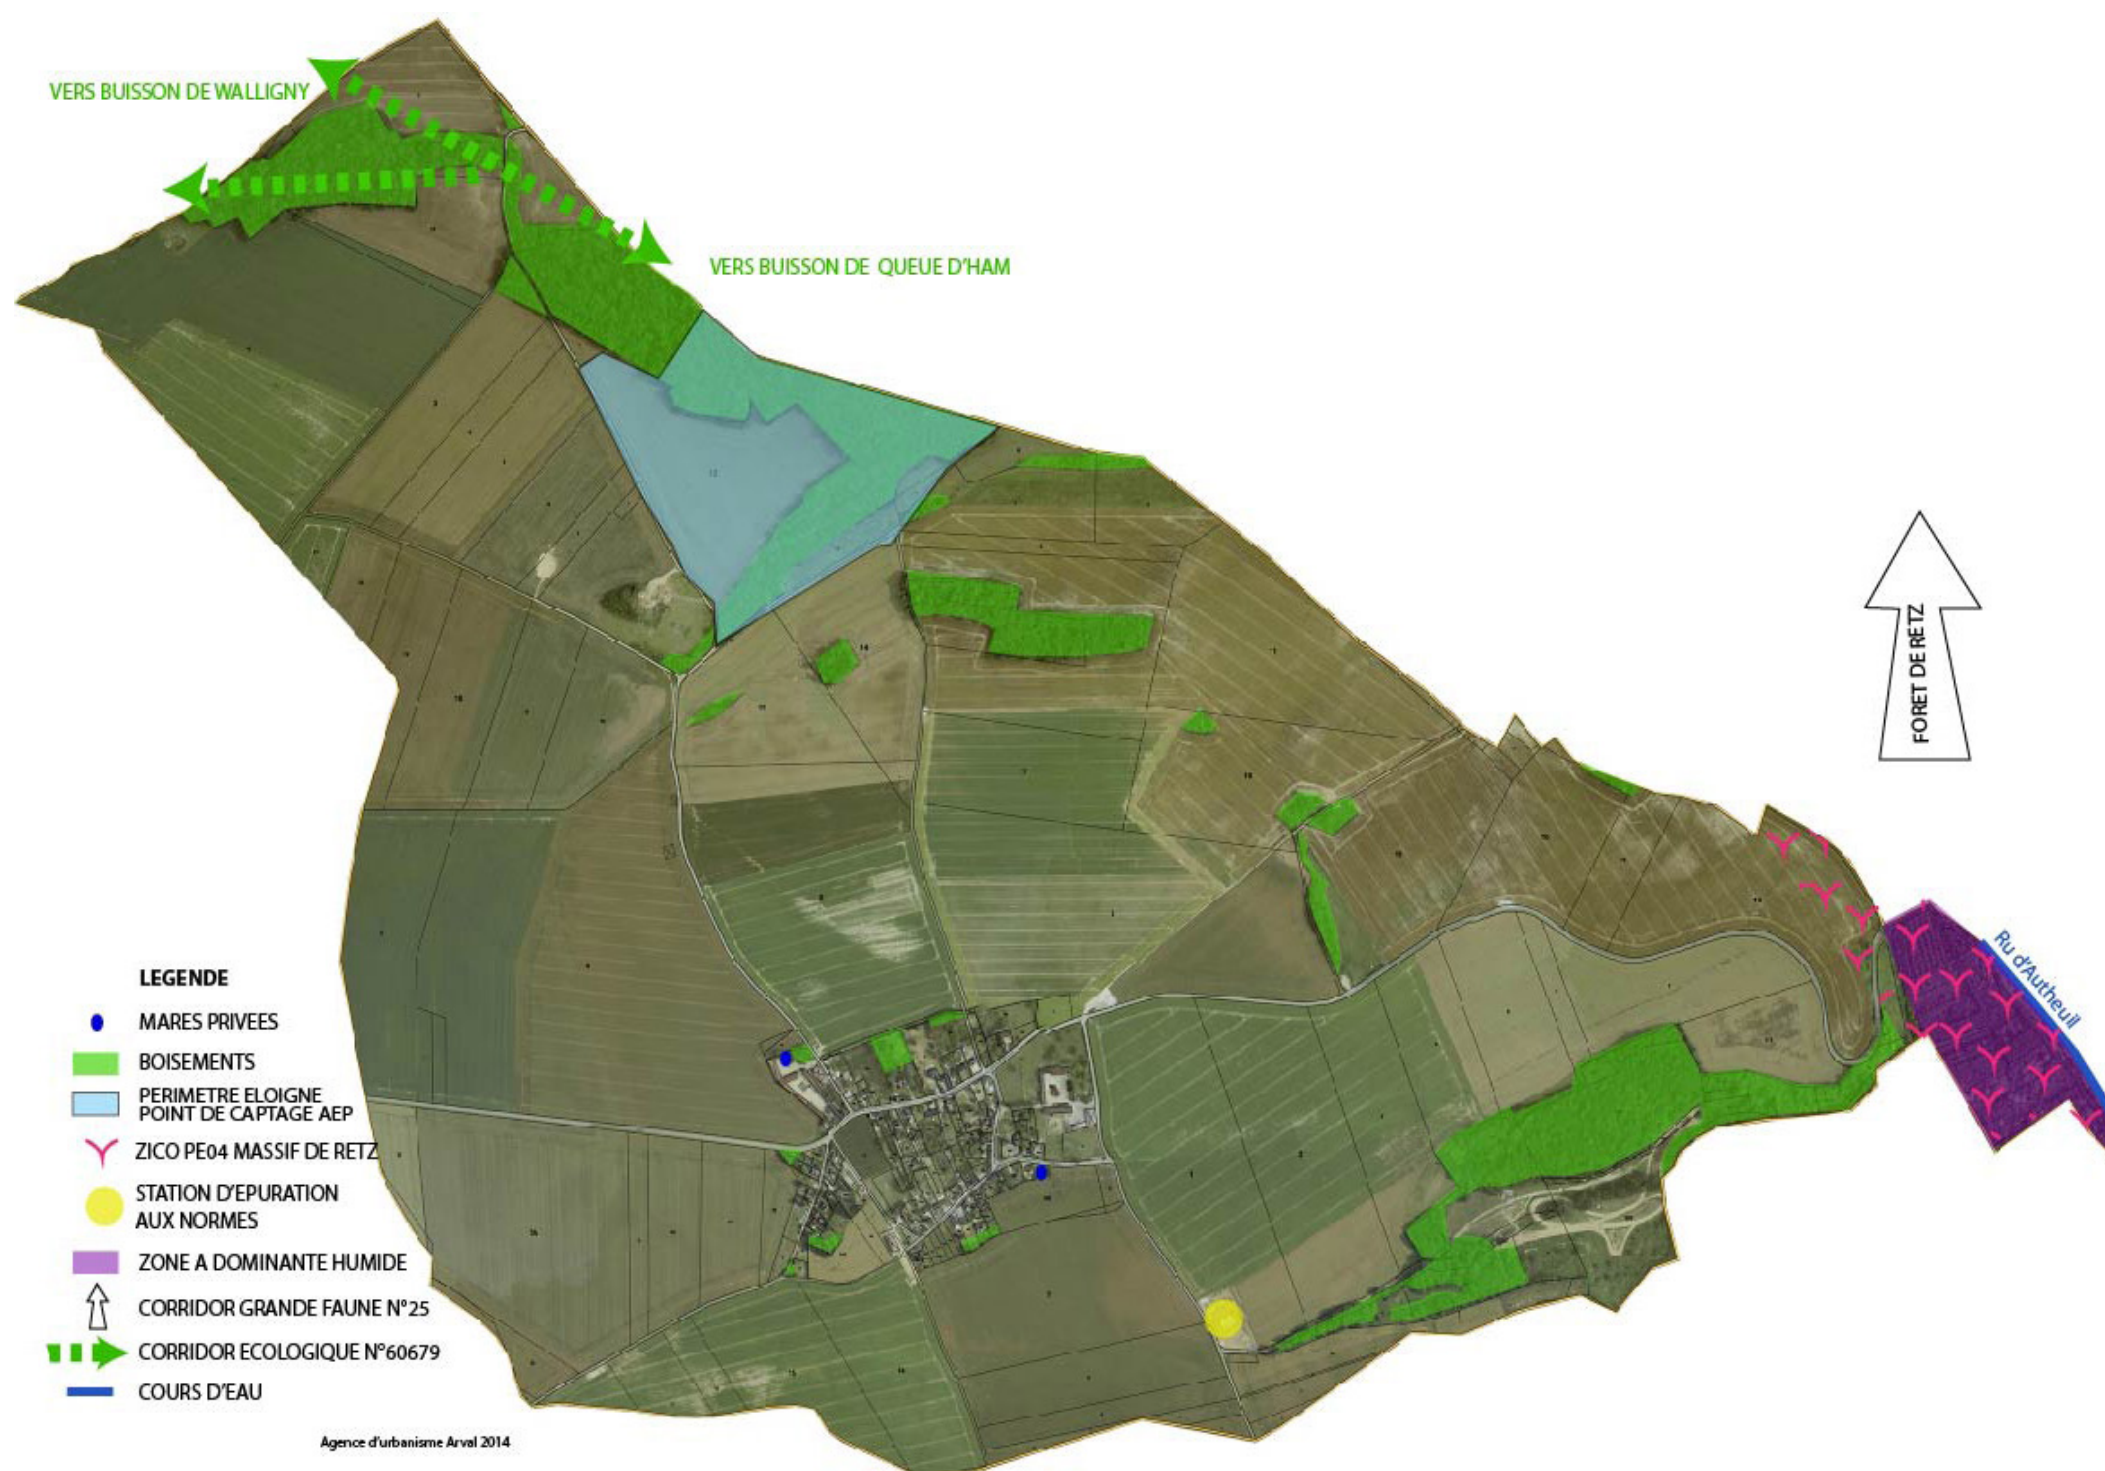 VERS BUISSON DE WALLIGNY
VERS BUISSON DE QUEUE D'HAM
FORET DE RETZ
Ru d'Autheuil
LEGENDE
MARES PRIVEES
BOISEMENTS
PERIMETRE ELOIGNE
POINT DE CAPTAGE AEP
ZICO PE04 MASSIF DE RETZ
STATION D'EPURATION
AUX NORMES
ZONE A DOMINANTE HUMIDE
CORRIDOR GRANDE FAUNE N°25
CORRIDOR ECOLOGIQUE N°60679
COURS D'EAU
Agence d'urbanisme Arval 2014